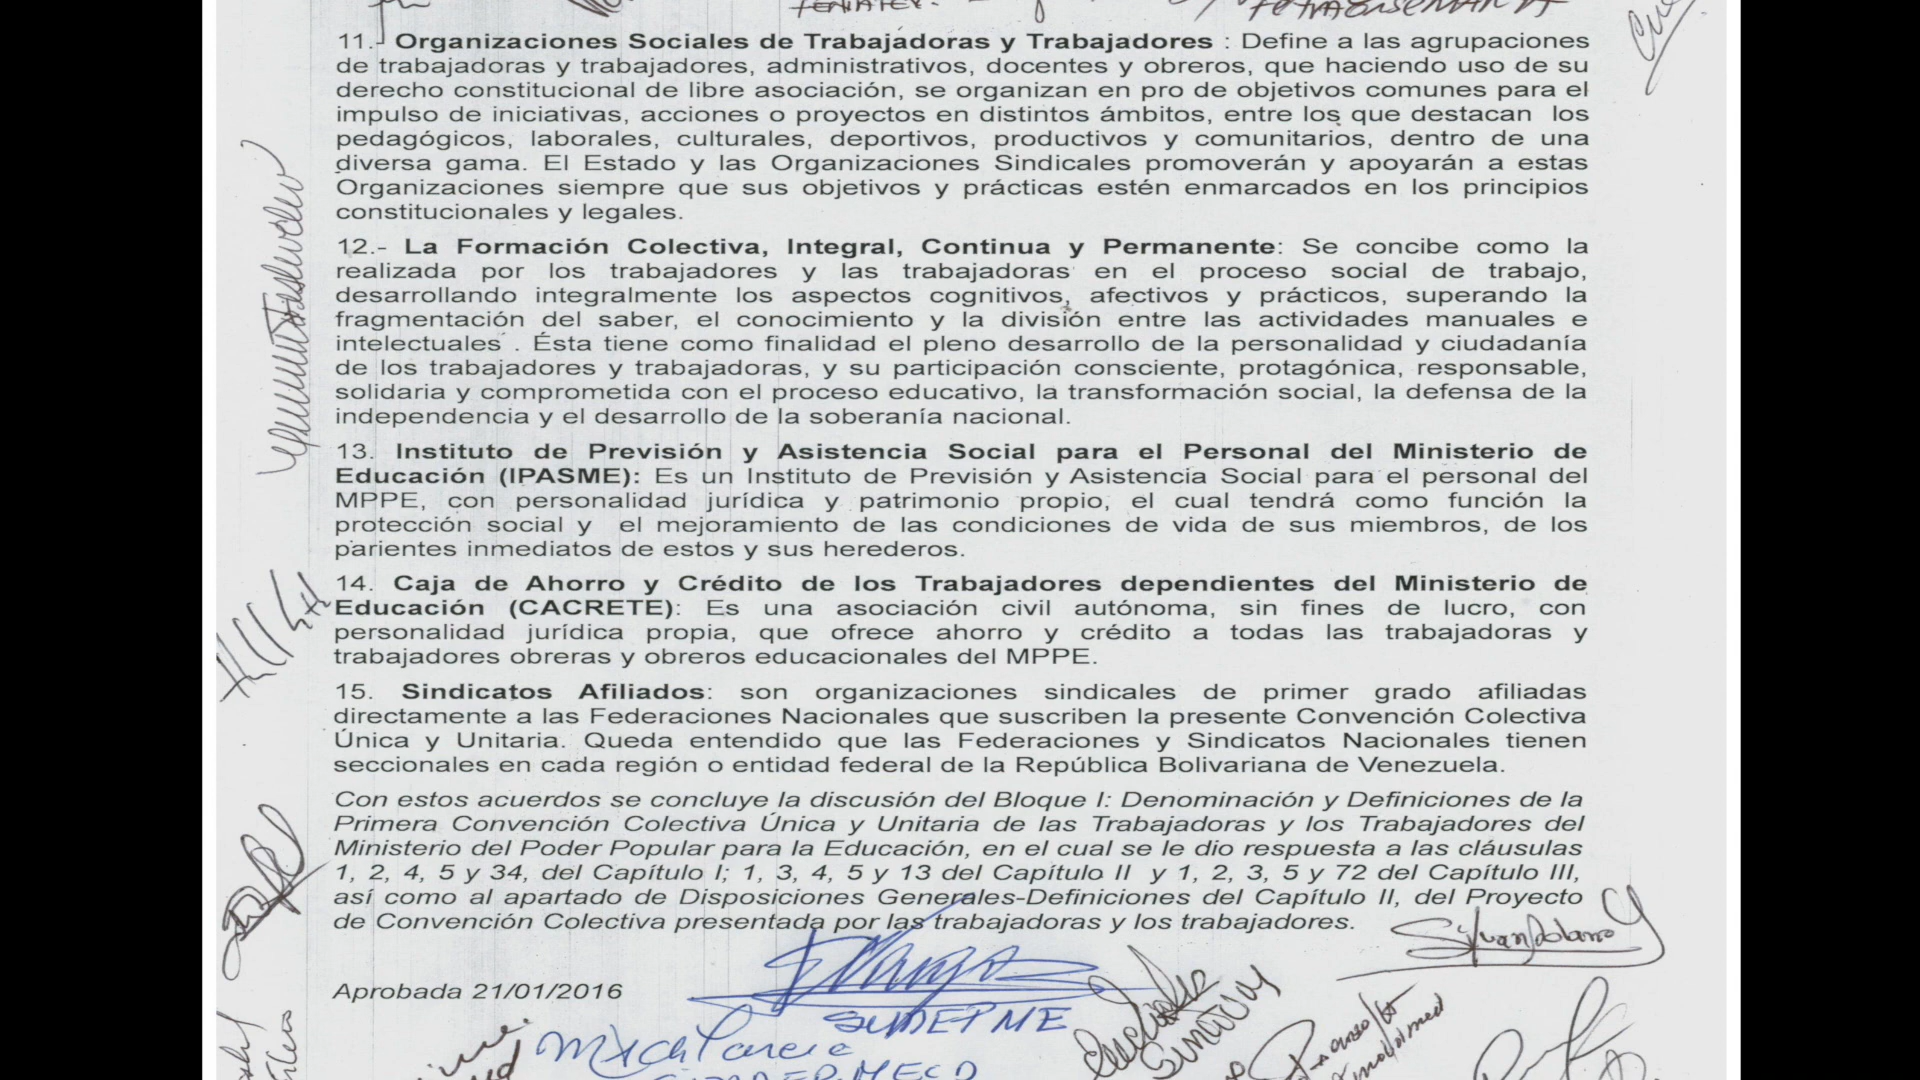 11.- Organizaciones Sociales de Trabajadoras y Trabajadores : Define a las agrupaciones
de trabajadoras y trabajadores, administrativos, docentes y obreros, que haciendo uso de su
derecho constitucional de libre asociación, se organizan en pro de objetivos comunes para el
impulso de iniciativas, acciones o proyectos en distintos ámbitos, entre los que destacan los
pedagógicos, laborales, culturales, deportivos, productivos y comunitarios, dentro de una
diversa gama. El Estado y las Organizaciones Sindicales promoverán y apoyarán a estas
Organizaciones siempre que sus objetivos y prácticas estén enmarcados en los principios
constitucionales y legales.
12.- La Formación Colectiva, Integral, Continua y Permanente: Se concibe como la
realizada por los trabajadores y las trabajadoras en el proceso social de trabajo,
desarrollando integralmente los aspectos cognitivos, afectivos y prácticos, superando la
fragmentación del saber, el conocimiento y la división entre las actividades manuales e
intelectuales . Ésta tiene como finalidad el pleno desarrollo de la personalidad y ciudadanía
de los trabajadores y trabajadoras, y su participación consciente, protagónica, responsable,
solidaria y comprometida con el proceso educativo, la transformación social, la defensa de la
independencia y el desarrollo de la soberanía nacional.
13. Instituto de Previsión y Asistencia Social para el Personal del Ministerio de
Educación (IPASME): Es un Instituto de Previsión y Asistencia Social para el personal del
MPPE, con personalidad jurídica y patrimonio propio, el cual tendrá como función la
protección social y el mejoramiento de las condiciones de vida de sus miembros, de los
parientes inmediatos de estos y sus herederos.
14. Caja de Ahorro y Crédito de los Trabajadores dependientes del Ministerio de
Educación (CACRETE): Es una asociación civil autónoma, sin fines de lucro, con
personalidad jurídica propia, que ofrece ahorro y crédito a todas las trabajadoras y
trabajadores obreras y obreros educacionales del MPPE.
15. Sindicatos Afiliados: son organizaciones sindicales de primer grado afiliadas
directamente a las Federaciones Nacionales que suscriben la presente Convención Colectiva
Única y Unitaria. Queda entendido que las Federaciones y Sindicatos Nacionales tienen
seccionales en cada región o entidad federal de la República Bolivariana de Venezuela.
Con estos acuerdos se concluye la discusión del Bloque I: Denominación y Definiciones de la
Primera Convención Colectiva Única y Unitaria de las Trabajadoras y los Trabajadores del
Ministerio del Poder Popular para la Educación, en el cual se le dio respuesta a las cláusulas
1, 2, 4, 5 y 34, del Capítulo I; 1, 3, 4, 5 y 13 del Capítulo II y 1, 2, 3, 5 y 72 del Capítulo III,
así como al apartado de Disposiciones Generales-Definiciones del Capítulo II, del Proyecto
de Convención Colectiva presentada por las trabajadoras y los trabajadores.
Aprobada 21/01/2016